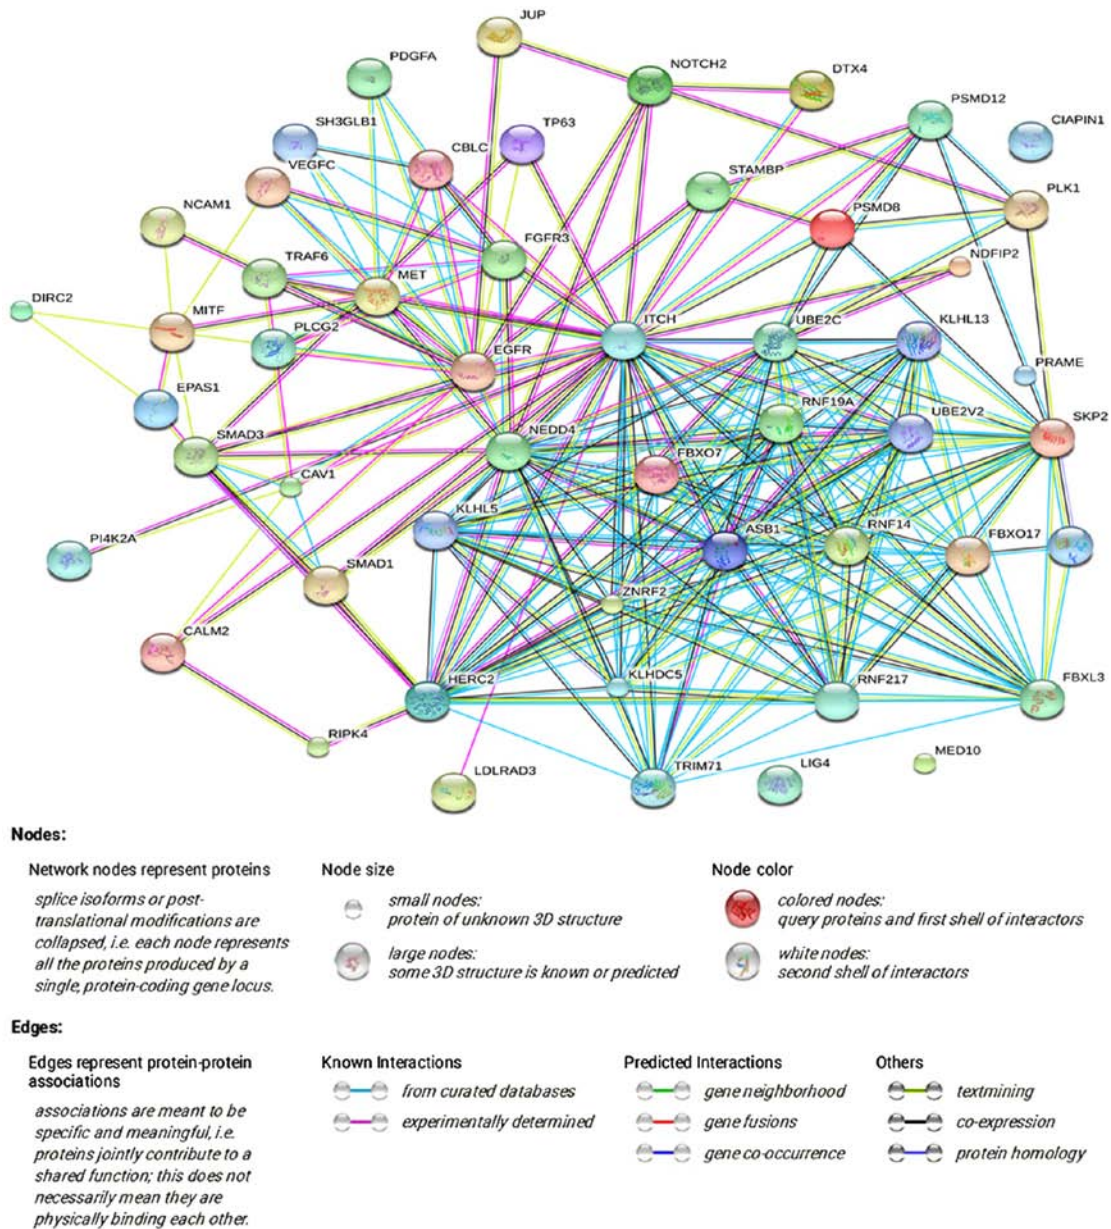 JUP
PDGFA
NOTCH2
DTX4
PSMD12
CIAPIN1
SH3GLB1
TP63
CBLC
VEGFC
STAMBP
PLK1
NCAM1
PSMD8
FGFR3
TRAF6
MET
NDFIP2
DIRC2
MITF
PLCG2
ITCH
UBE2C
KLHL13
EGFR
PRAME
EPAS1
RNF19A
UBE2V2
SKP2
SMAD3
NEDD4
FBXO7
CAV1
KLHL5
ASB1
RNF14
FBXO17
PI4K2A
SMAD1
ZNRF2
CALM2
HERC2
KLHDC5
RNF217
FBXL3
RIPK4
MED10
LDLRAD3
TRIM71
LIG4
Nodes:
Network nodes represent proteins
splice isoforms or post-
translational modifications are
collapsed, i.e. each node represents
all the proteins produced by a
single, protein-coding gene locus.
Node size
small nodes:
protein of unknown 3D structure
large nodes:
some 3D structure is known or predicted
Node color
colored nodes:
query proteins and first shell of interactors
white nodes:
second shell of interactors
Edges:
Edges represent protein-protein
associations
associations are meant to be
specific and meaningful, i.e.
proteins jointly contribute to a
shared function; this does not
necessarily mean they are
physically binding each other.
Known Interactions
from curated databases
experimentally determined
Predicted Interactions
gene neighborhood
gene fusions
gene co-occurrence
Others
textmining
co-expression
protein homology